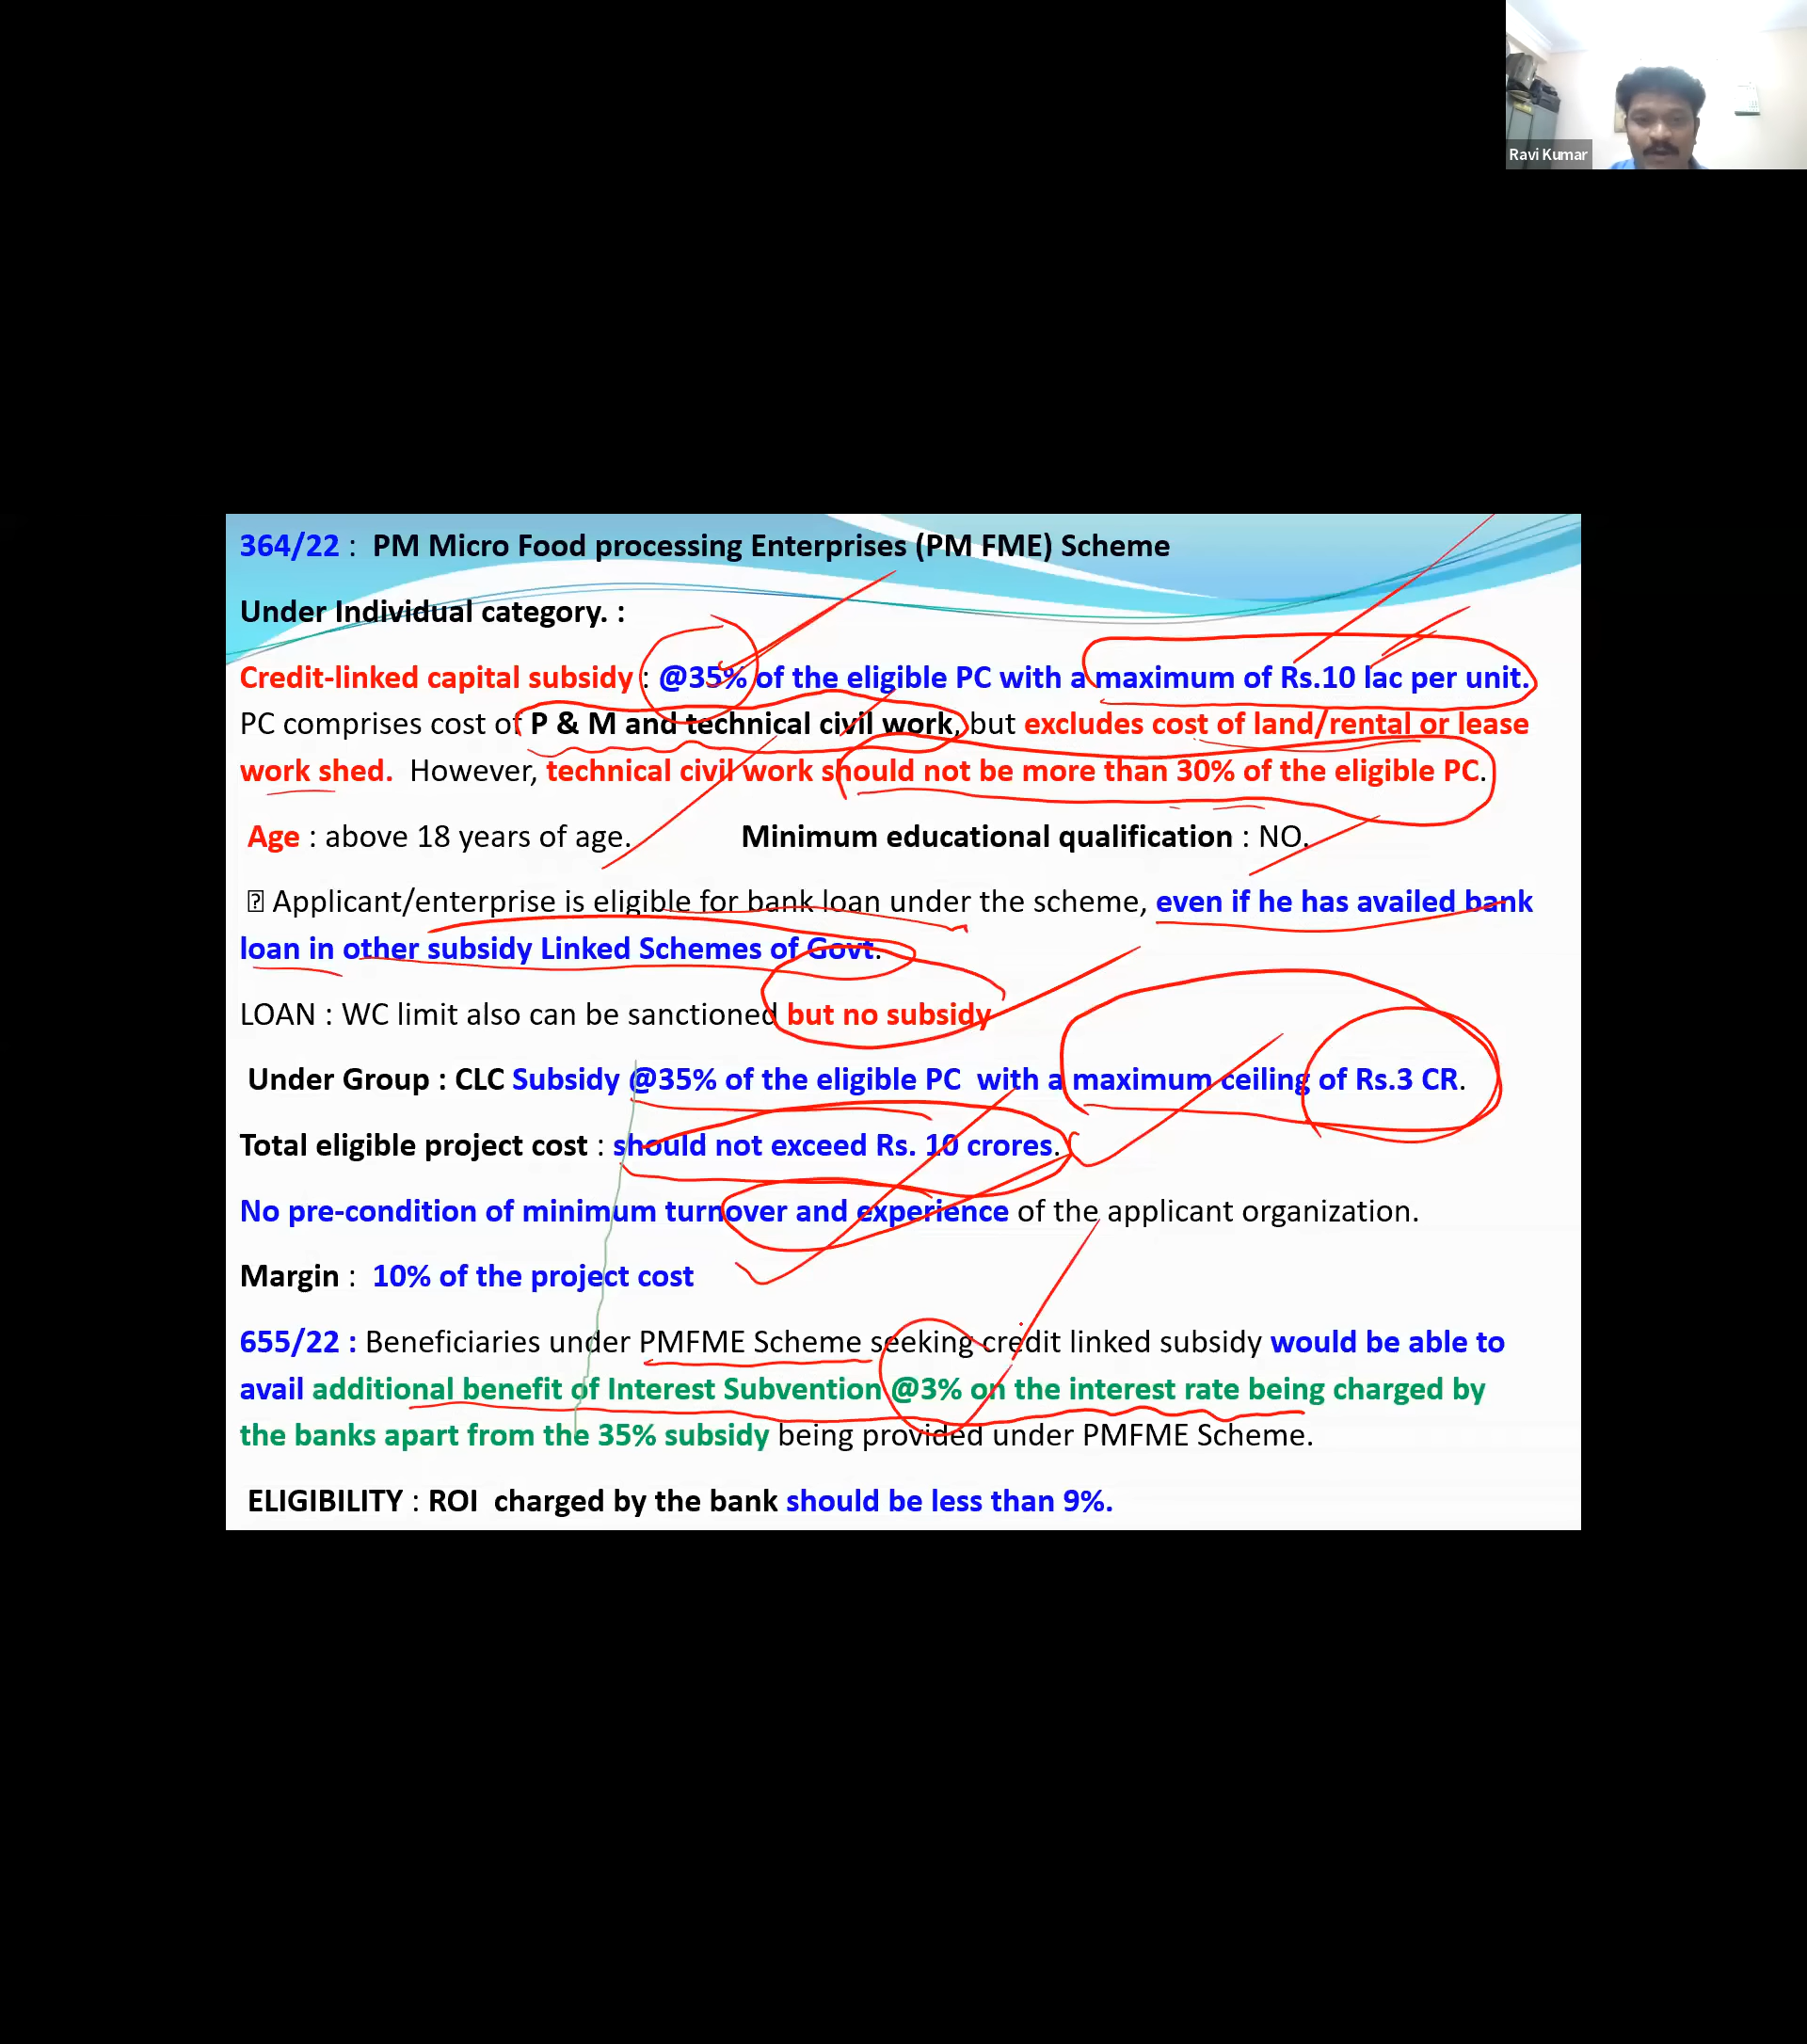 Ravi Kumar
364/22 : PM Micro Food processing Enterprises (PM FME) Scheme
Under Individual category. :
Credit-linked capital subsidy : @35% of the eligible PC with a maximum of Rs.10 lac per unit.
PC comprises cost of P & M and technical civil work, but excludes cost of land/rental or lease
work shed. However, technical civil work should not be more than 30% of the eligible PC.
Age : above 18 years of age. Minimum educational qualification : NO.
Applicant/enterprise is eligible for bank loan under the scheme, even if he has availed bank
loan in other subsidy Linked Schemes of Govt.
LOAN : WC limit also can be sanctioned but no subsidy
Under Group : CLC Subsidy @35% of the eligible PC with a maximum ceiling of Rs.3 CR.
Total eligible project cost : should not exceed Rs. 10 crores.
No pre-condition of minimum turnover and experience of the applicant organization.
Margin : 10% of the project cost
655/22 : Beneficiaries under PMFME Scheme seeking credit linked subsidy would be able to
avail additional benefit of Interest Subvention @3% on the interest rate being charged by
the banks apart from the 35% subsidy being provided under PMFME Scheme.
ELIGIBILITY : ROI charged by the bank should be less than 9%.